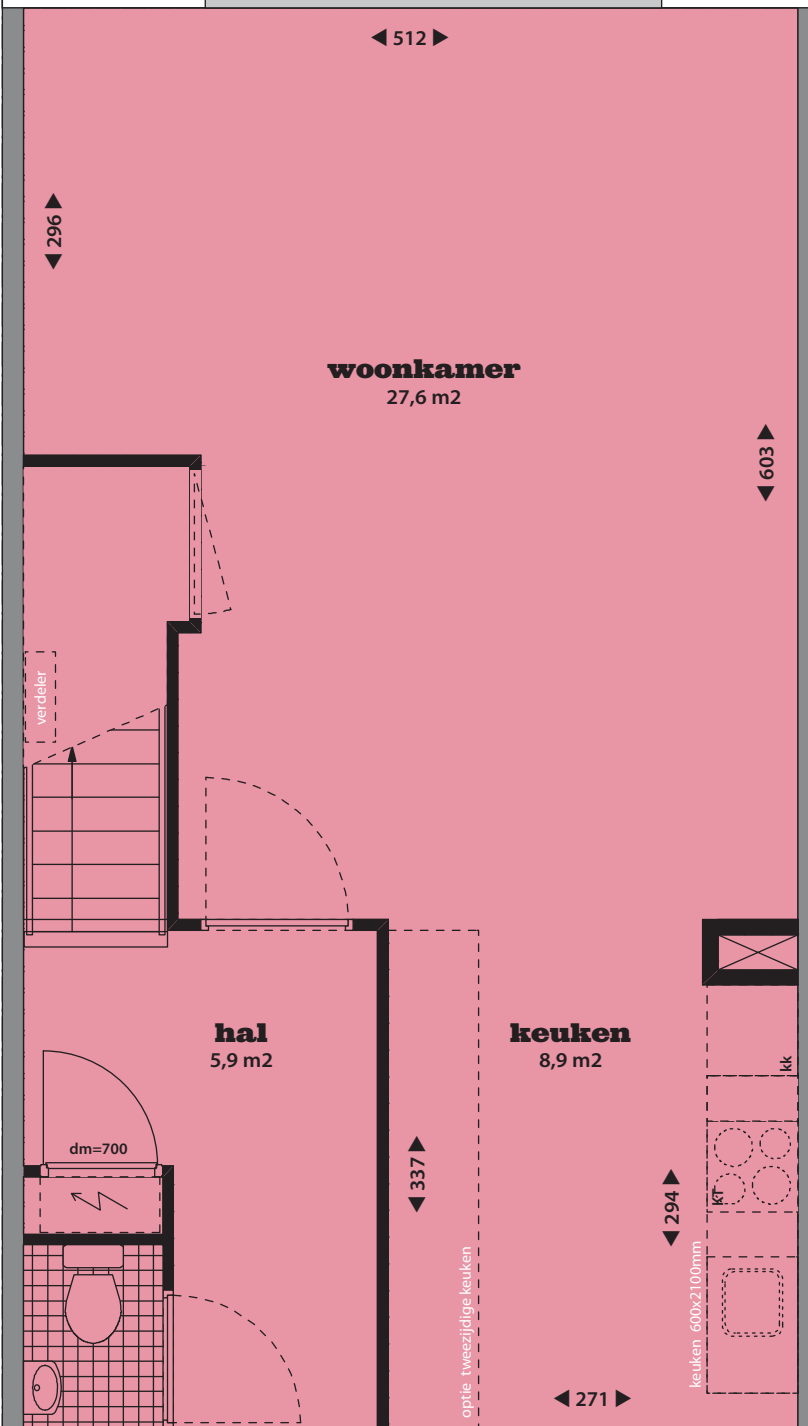 512
296
woonkamer
27,6 m2
603
verdeler
hal
5,9 m2
keuken
8,9 m2
kk
dm=700
337
kT
294
optie tweezijdige keuken
keuken 600x2100mm
271